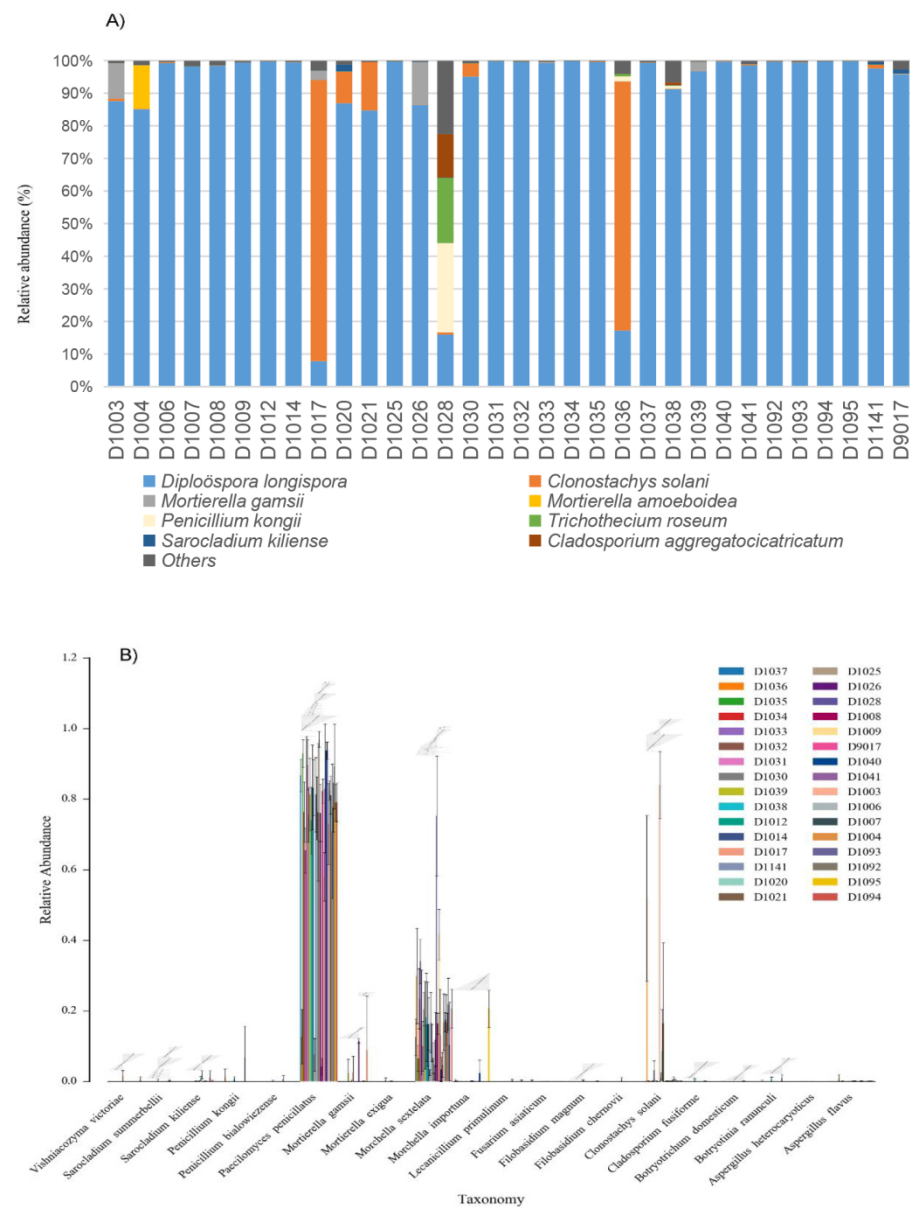 A)
Relative abundance (%)
100%
90%
80%
70%
60%
50%
40%
30%
20%
10%
0%
D1003
D1004
D1006
D1007
D1008
D1009
D1012
D1014
D1017
D1020
D1021
D1025
D1026
D1028
D1030
D1031
D1032
D1033
D1034
D1035
D1036
D1037
D1038
D1039
D1040
D1041
D1092
D1093
D1094
D1095
D1141
D9017
Diploöspora longispora
Clonostachys solani
Mortierella gamsii
Mortierella amoeboidea
Penicillium kongii
Trichothecium roseum
Sarocladium kiliense
Cladosporium aggregatocicatricatum
Others
B)
Relative Abundance
1.2
1.0
0.8
0.6
0.4
0.2
0.0
D1037
D1036
D1035
D1034
D1033
D1032
D1031
D1030
D1039
D1038
D1012
D1014
D1017
D1141
D1020
D1021
D1025
D1026
D1028
D1008
D1009
D9017
D1040
D1041
D1003
D1006
D1007
D1004
D1093
D1092
D1095
D1094
Vishniacozyma victoriae
Sarocladium summerbellii
Sarocladium kiliense
Penicillium kongii
Penicillium bialowiezense
Paecilomyces penicillatus
Mortierella gamsii
Mortierella exigua
Morchella sextelata
Morchella importuna
Lecanicillium primulinum
Fusarium asiaticum
Filobasidium magnum
Filobasidium chernovii
Clonostachys solani
Cladosporium fusiforme
Botryotrichum domesticum
Botryotinia ranunculi
Aspergillus heterocaryoticus
Aspergillus flavus
Taxonomy